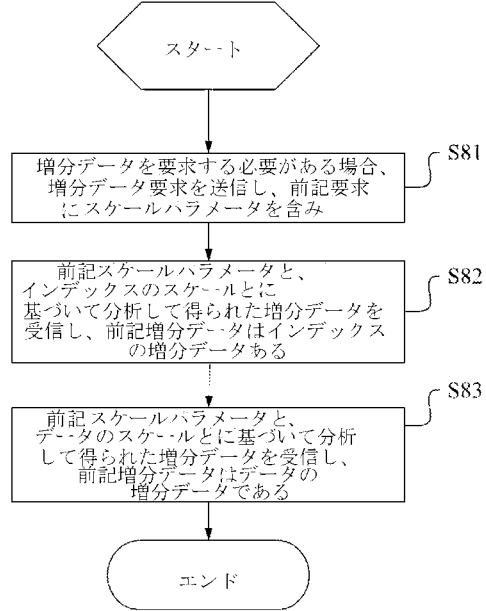 スタート
増分データを要求する必要がある場合、
増分データ要求を送信し、前記要求
にスケールパラメータを含み
S81
前記スケールパラメータと、
インデックスのスケールとに
基づいて分析して得られた増分データを
受信し、前記増分データはインデックス
の増分データある
S82
前記スケールパラメータと、
データのスケールとに基づいて分析
して得られた増分データを受信し、
前記増分データはデータの
増分データである
S83
エンド